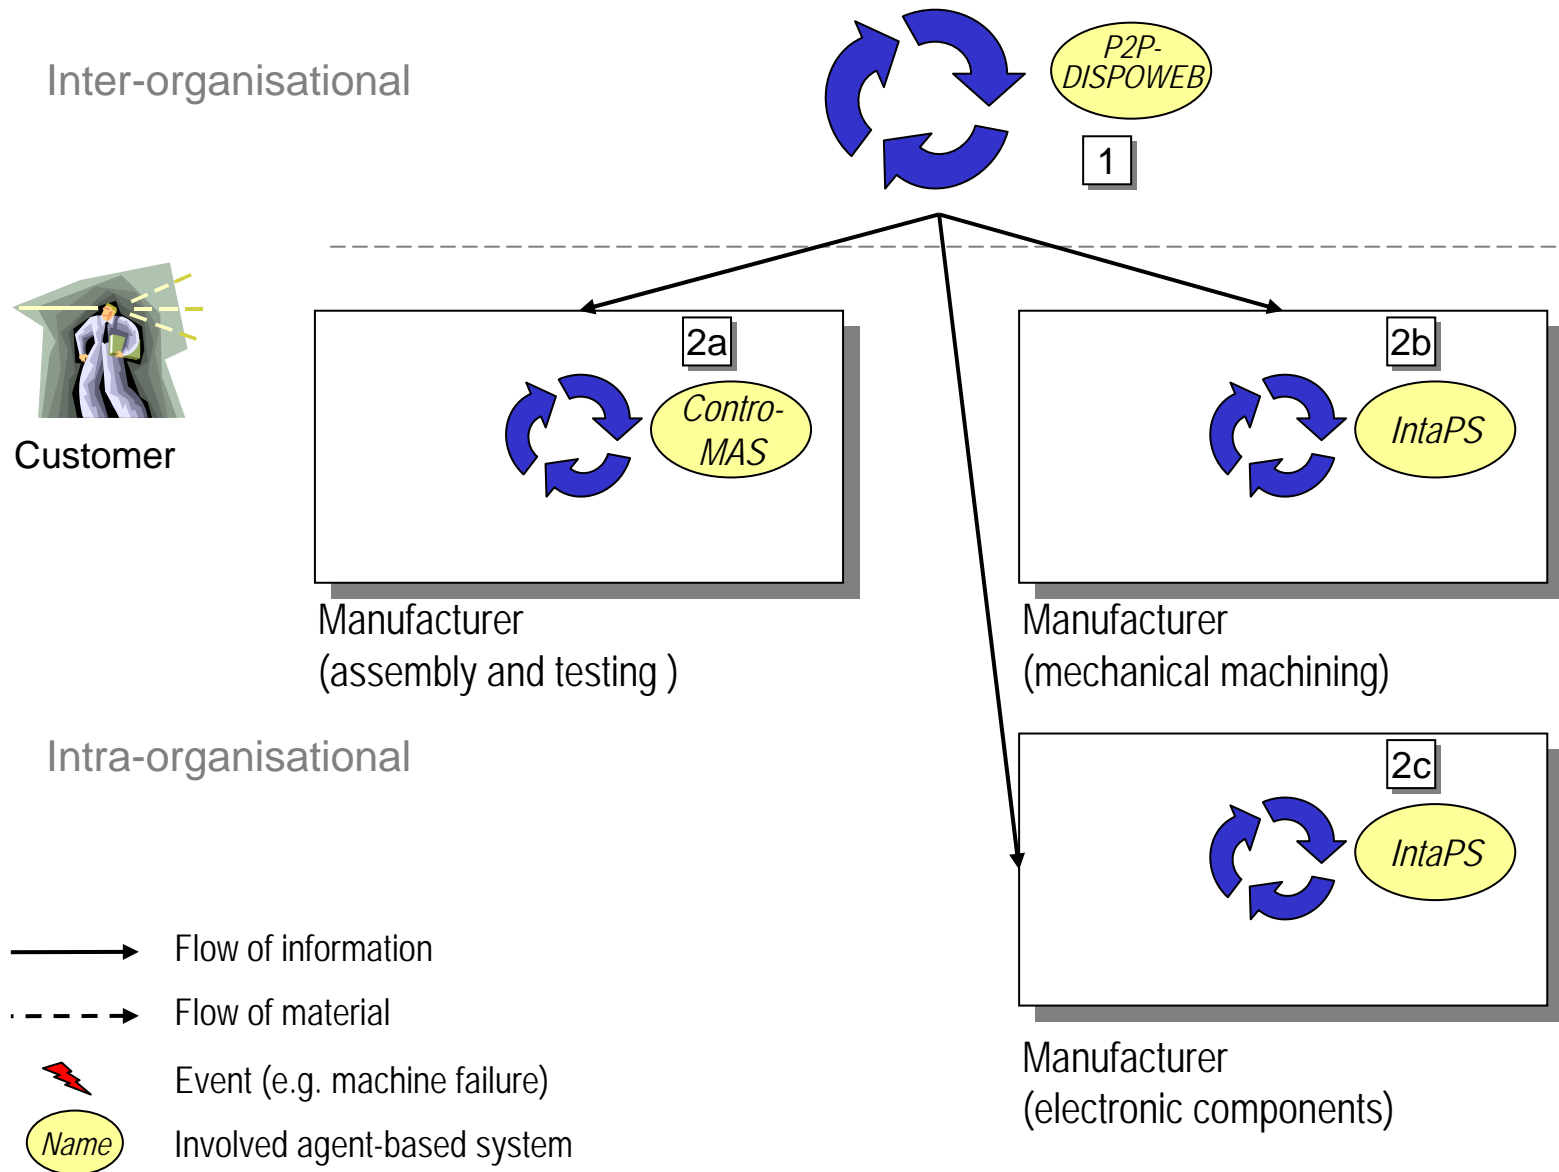 Inter-organisational
P2P-
DISPOWEB
1
Customer
2a
Contro-
MAS
Manufacturer
(assembly and testing )
2b
IntaPS
Manufacturer
(mechanical machining)
Intra-organisational
2c
IntaPS
Manufacturer
(electronic components)
Flow of information
Flow of material
Event (e.g. machine failure)
Name
Involved agent-based system